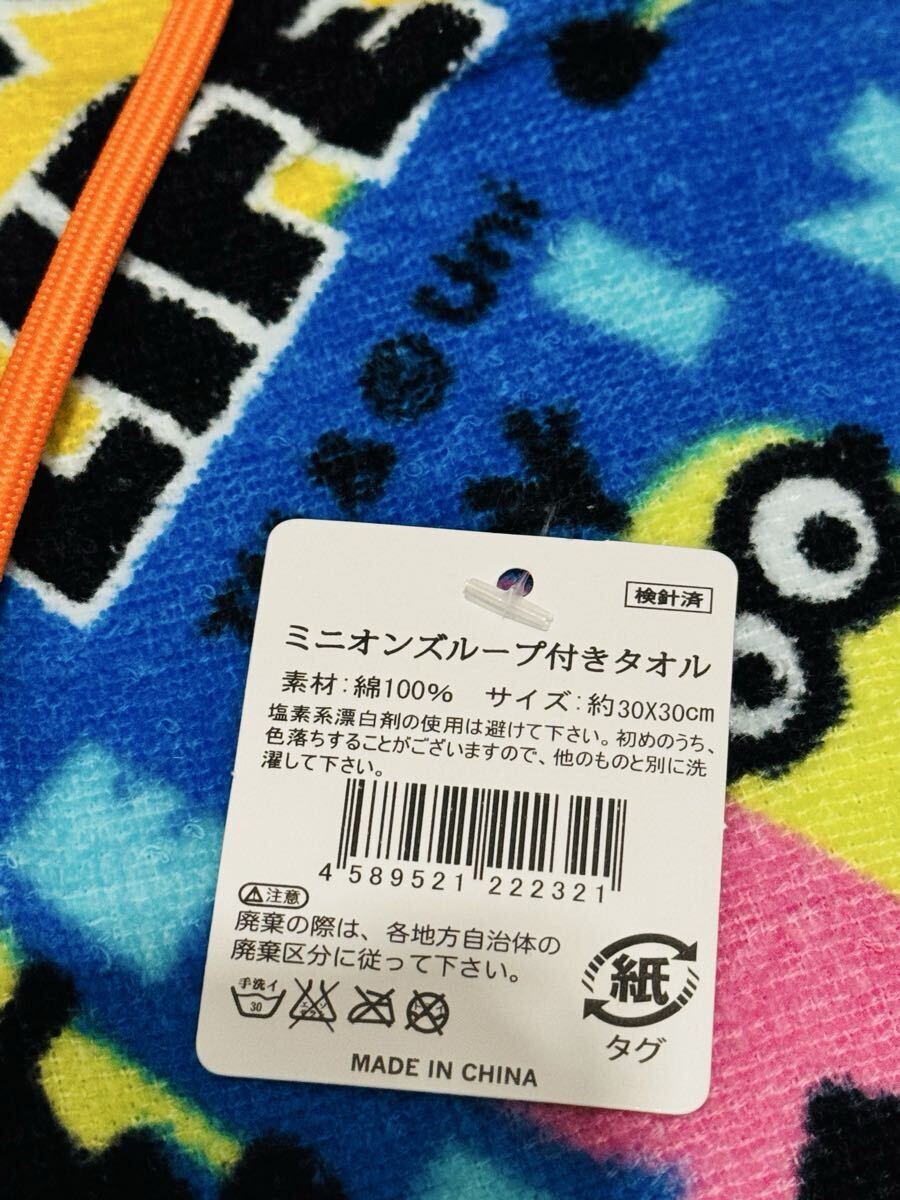 検針済
ミニオンズループ付きタオル
素材:綿100% サイズ:約30X30cm
塩素系漂白剤の使用は避けて下さい。初めのうち、
色落ちすることがございますので、他のものと別に洗
濯して下さい。
4 589521 222321
注意
廃棄の際は、各地方自治体の
廃棄区分に従って下さい。
手洗イ
30
紙
タグ
MADE IN CHINA